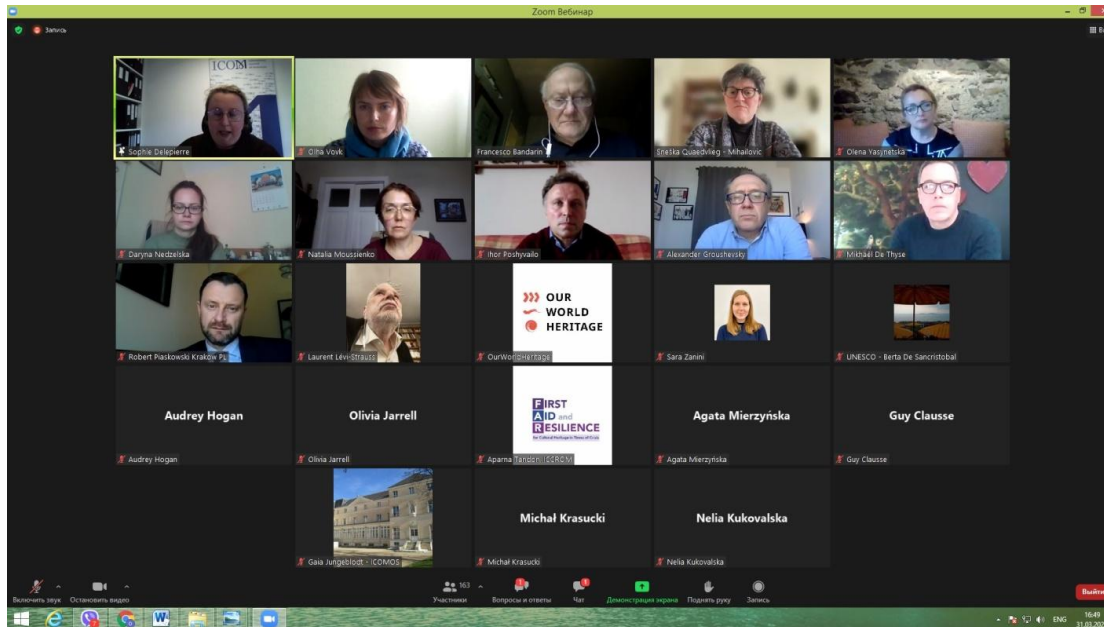 Zoom Вебинар
Запись
ICOM
Sophie Delepierre
Olha Vovk
Francesco Bandarin
Sneška Quaedvlieg - Mihailovic
Olena Yasynetska
Daryna Nedzelska
Natalia Moussienko
Ihor Poshyvailo
Alexander Groushevsky
Mikhaël De Thyse
Robert Piaskowski Krakow PL
Laurent Lévi-Strauss
OUR
WORLD
HERITAGE
OurWorldHeritage
Sara Zanini
UNESCO - Berta De Sancristobal
Audrey Hogan
Audrey Hogan
Olivia Jarrell
Olivia Jarrell
FIRST
AID and
RESILIENCE
for Cultural Heritage in Times of Crisis
Aparna Tandon ICCROM
Agata Mierzyńska
Agata Mierzyńska
Guy Clausse
Guy Clausse
Gaia Jungeblodt - ICOMOS
Michał Krasucki
Michał Krasucki
Nelia Kukovalska
Nelia Kukovalska
Включить звук
Остановить видео
163
Участники
1
Вопросы и ответы
Чат
Демонстрация экрана
Поднять руку
Запись
Выйти
ENG
16:49